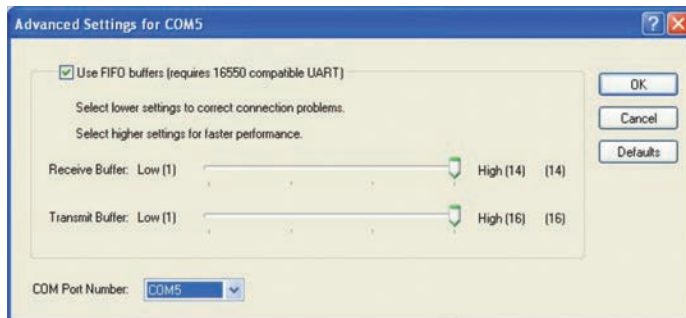 Advanced Settings for COM5
Use FIFO buffers (requires 16550 compatible UART)
OK
Select lower settings to correct connection problems.
Cancel
Select higher settings for faster performance.
Defaults
Receive Buffer: Low (1) High (14) (14)
Transmit Buffer: Low (1) High (16) (16)
COM Port Number: COM5